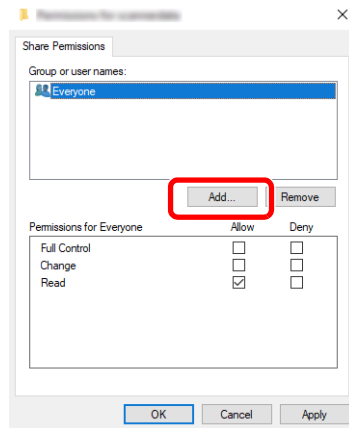 Share Permissions
Group or user names:
Everyone
Add... Remove
Permissions for Everyone Allow Deny
Full Control
Change
Read
OK Cancel Apply